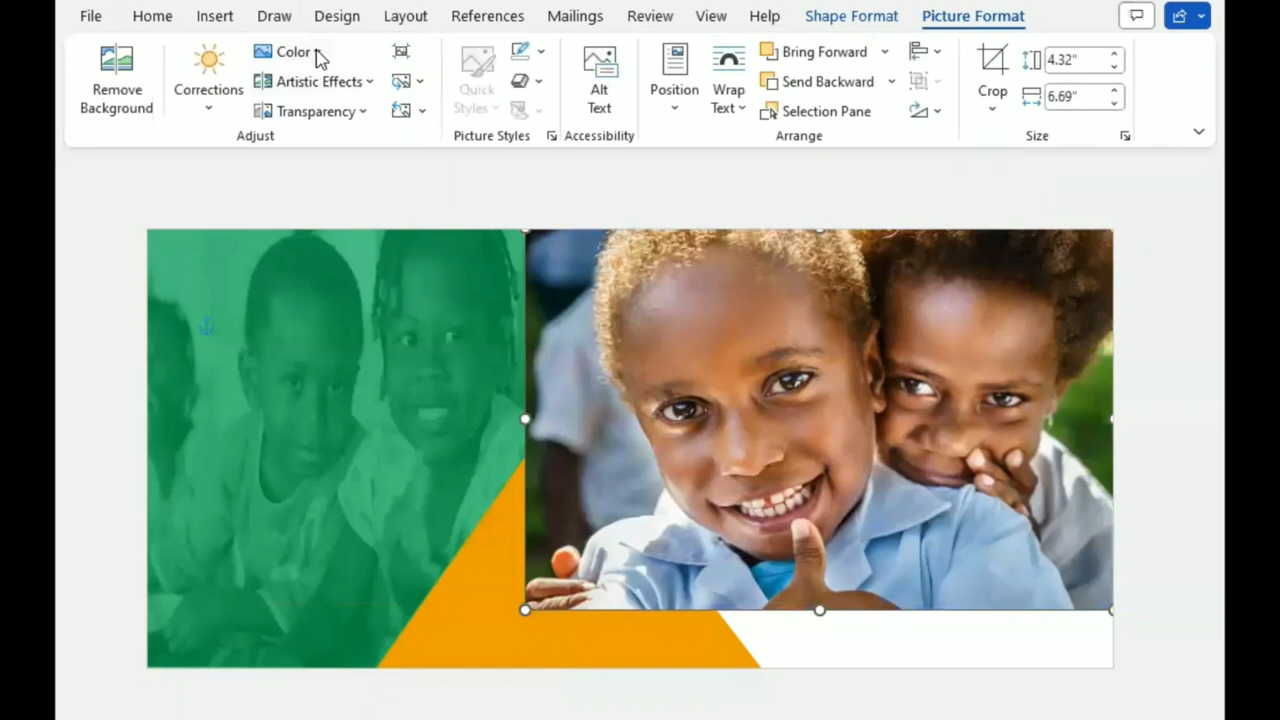 File Home Insert Draw Design Layout References Mailings Review View Help Shape Format Picture Format
Remove Background
Corrections
Color
Artistic Effects
Transparency
Adjust
Quick Styles
Picture Styles
Alt Text
Accessibility
Position
Wrap Text
Bring Forward
Send Backward
Selection Pane
Arrange
Crop
4.32"
6.69"
Size